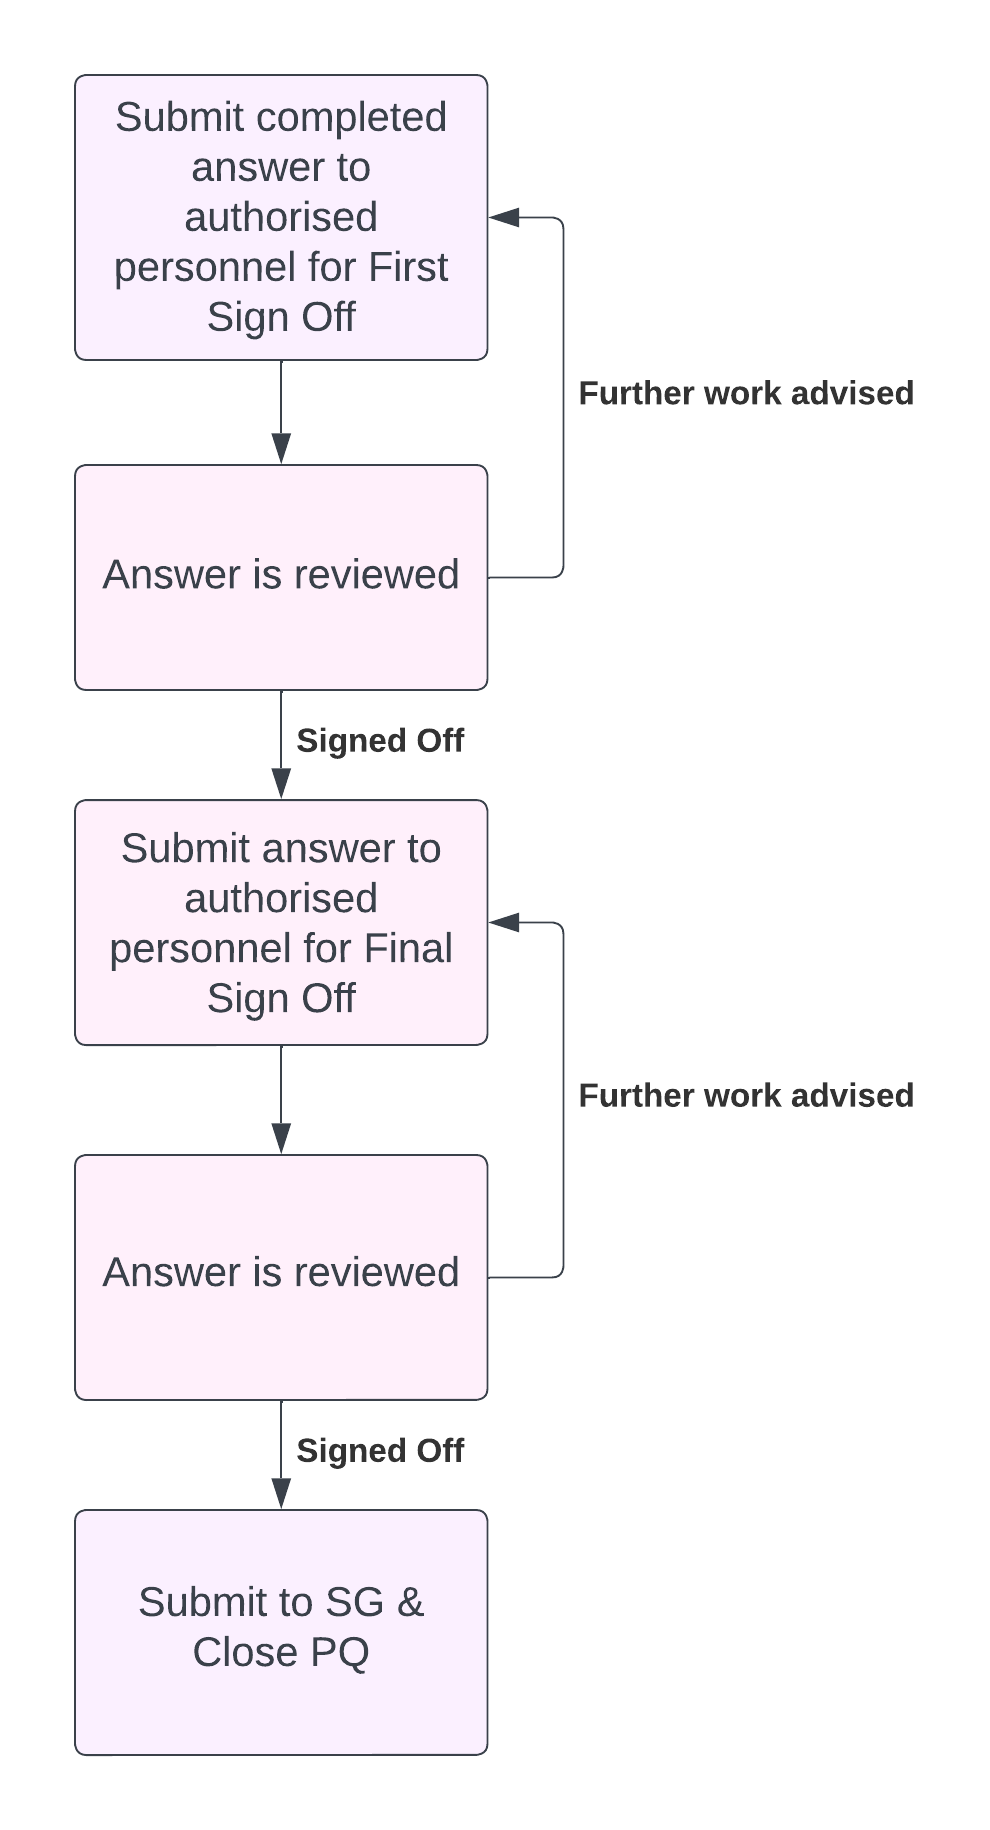 Submit completed
answer to
authorised
personnel for First
Sign Off
Further work advised
Answer is reviewed
Signed Off
Submit answer to
authorised
personnel for Final
Sign Off
Further work advised
Answer is reviewed
Signed Off
Submit to SG &
Close PQ